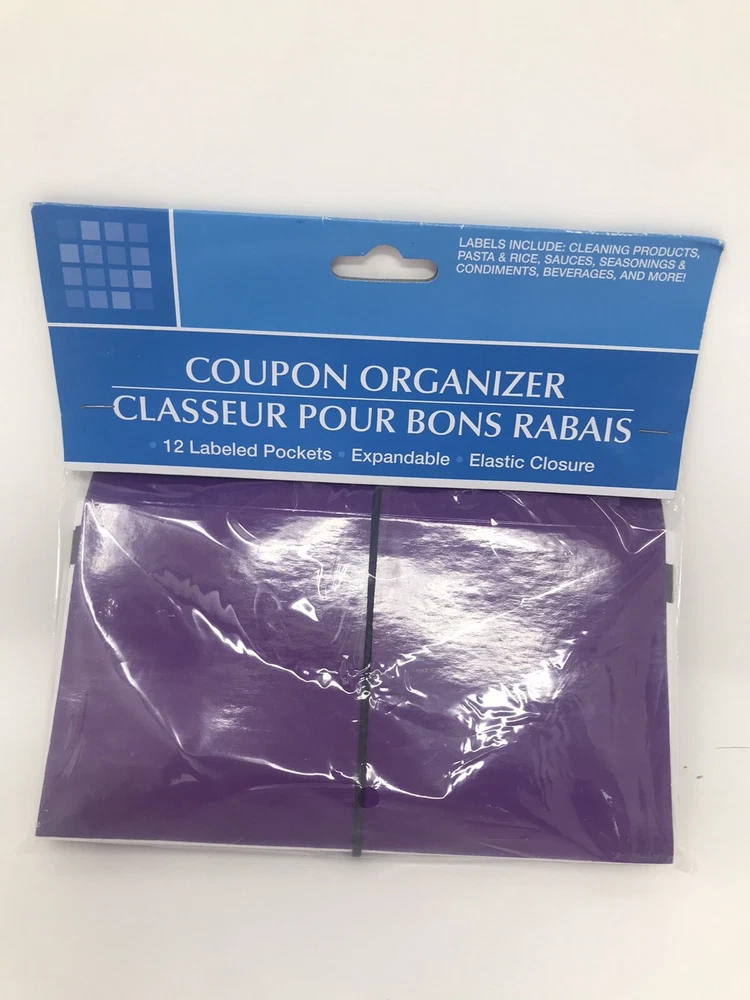 LABELS INCLUDE: CLEANING PRODUCTS,
PASTA & RICE, SAUCES, SEASONINGS &
CONDIMENTS, BEVERAGES, AND MORE!
COUPON ORGANIZER
CLASSEUR POUR BONS RABAIS
• 12 Labeled Pockets • Expandable • Elastic Closure